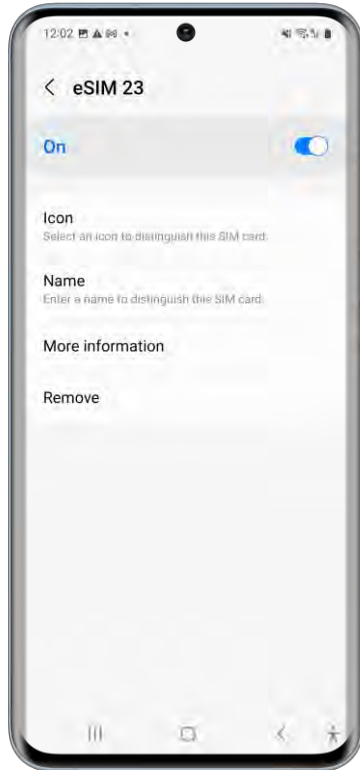 12:02
eSIM 23
On
Icon
Select an icon to distinguish this SIM card.
Name
Enter a name to distinguish this SIM card.
More information
Remove